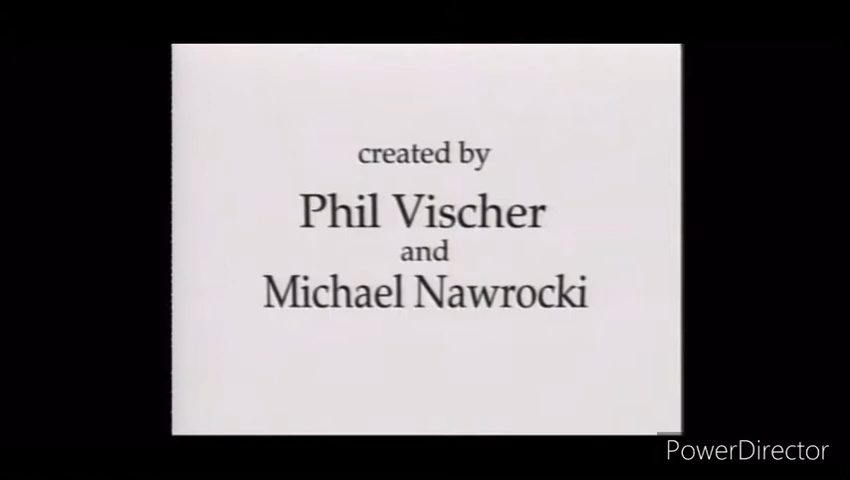 created by
Phil Vischer
and
Michael Nawrocki
PowerDirector